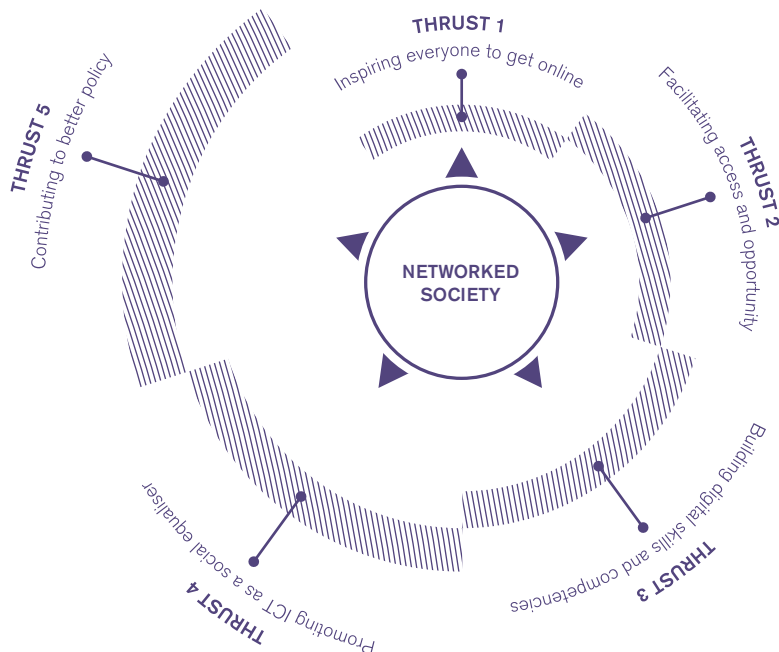 THRUST 1
Inspiring everyone to get online
THRUST 2
Facilitating access and opportunity
THRUST 3
Building digital skills and competencies
THRUST 4
Promoting ICT as a social equaliser
THRUST 5
Contributing to better policy
NETWORKED
SOCIETY